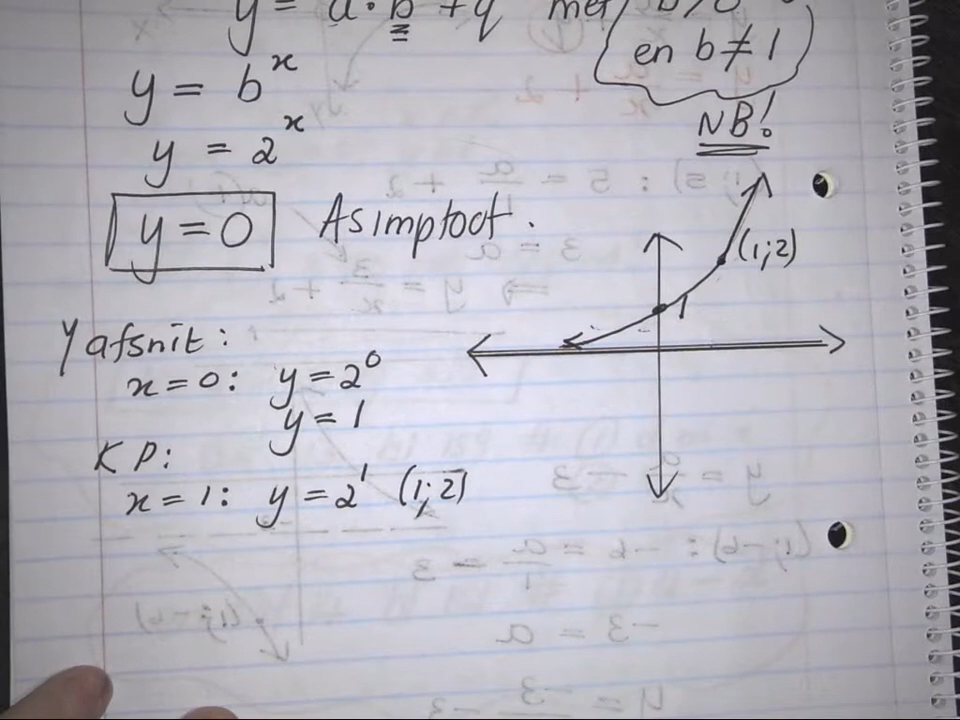 y = a·b + q met b > 0
en b ≠ 1
NB!
y = b^x
y = 2^x
y = 0 Asimptoot.
(1;2)
1
Yafsnit:
x = 0: y = 2^0
y = 1
KP:
x = 1: y = 2^1 (1;2)